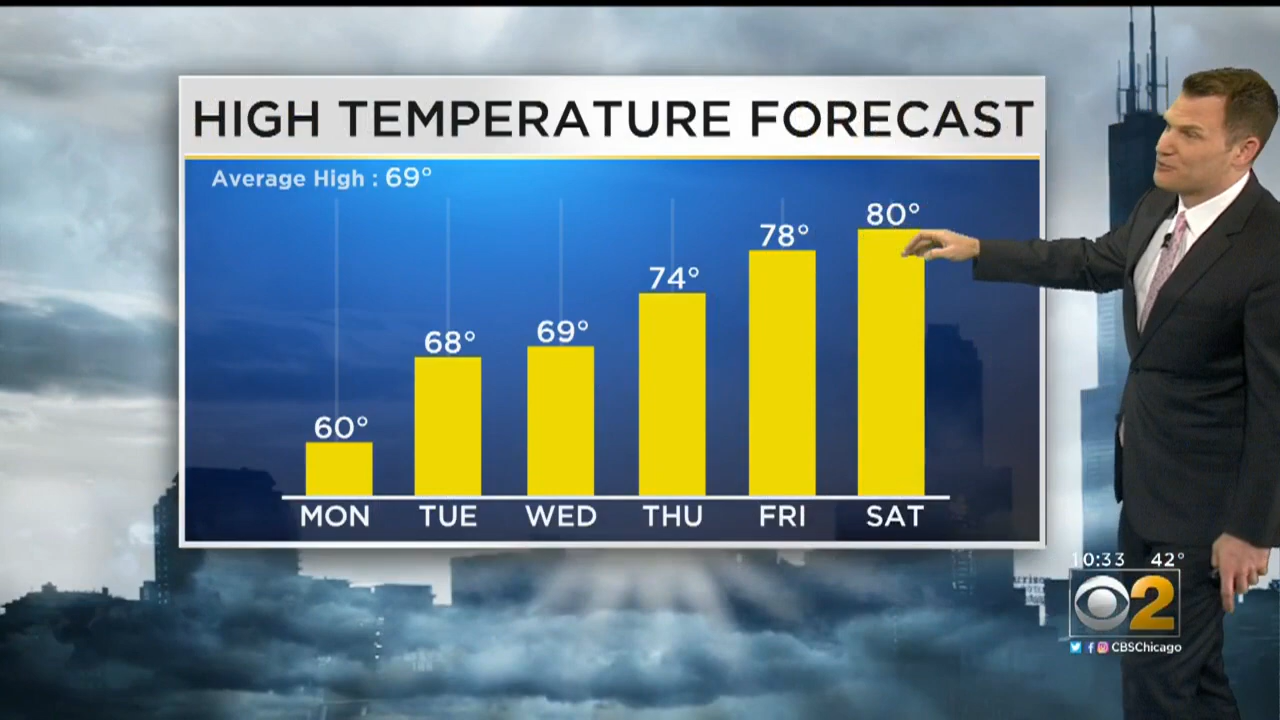 HIGH TEMPERATURE FORECAST
Average High : 69°
60° 68° 69° 74° 78° 80°
MON TUE WED THU FRI SAT
10:33 42°
2
CBSChicago